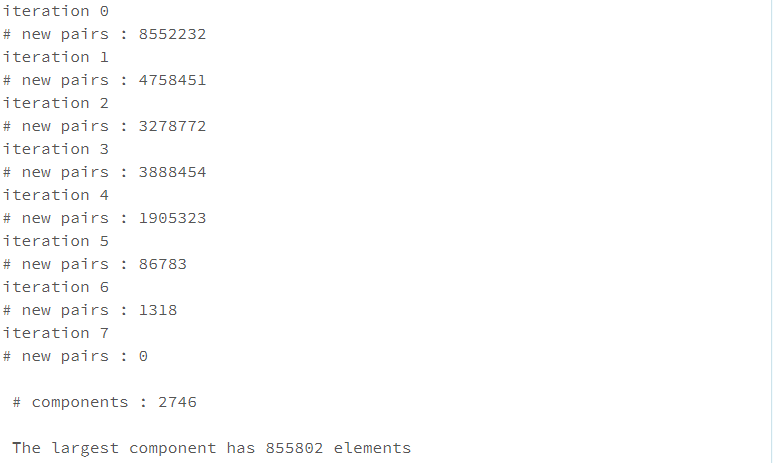 iteration 0
# new pairs : 8552232
iteration 1
# new pairs : 4758451
iteration 2
# new pairs : 3278772
iteration 3
# new pairs : 3888454
iteration 4
# new pairs : 1905323
iteration 5
# new pairs : 86783
iteration 6
# new pairs : 1318
iteration 7
# new pairs : 0
# components : 2746
The largest component has 855802 elements